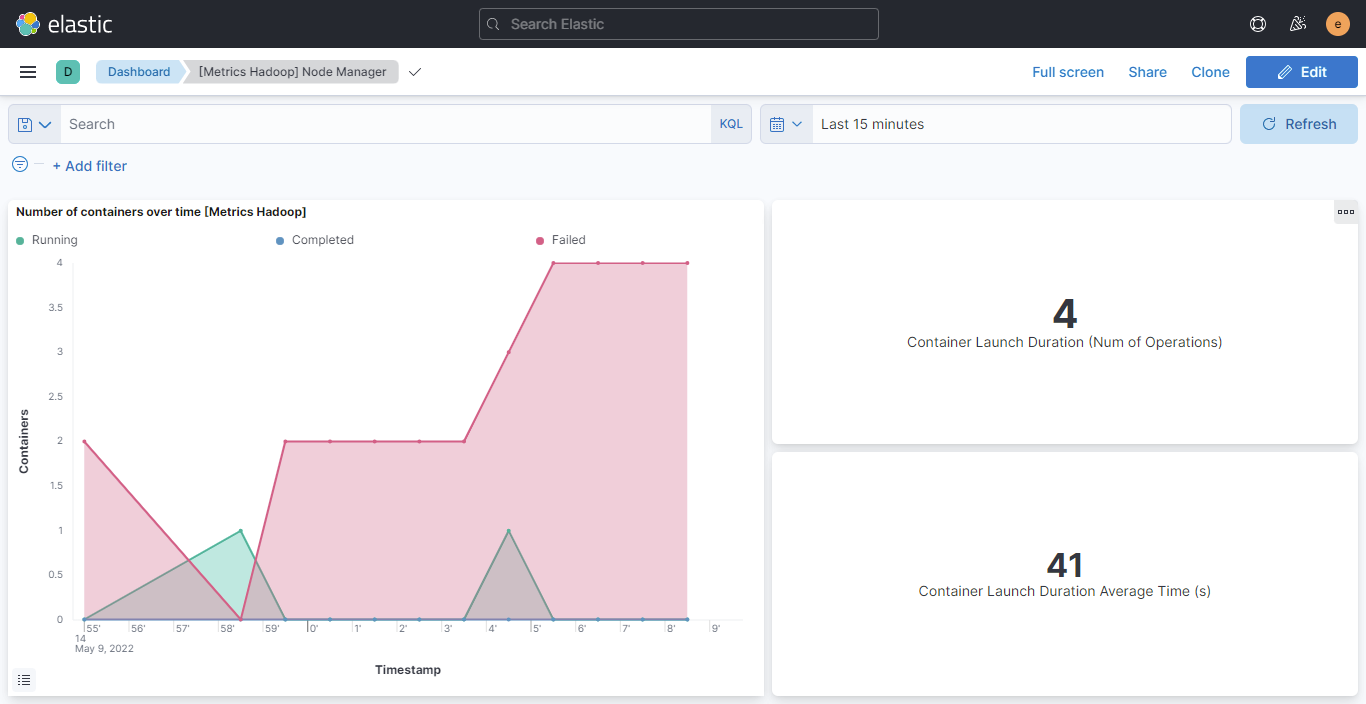 elastic
Search Elastic
e
D
Dashboard
[Metrics Hadoop] Node Manager
Full screen
Share
Clone
Edit
Search
KQL
Last 15 minutes
Refresh
+ Add filter
Number of containers over time [Metrics Hadoop]
Running
Completed
Failed
4
3.5
3
2.5
2
1.5
1
0.5
0
Containers
55'
56'
57'
58'
59'
0'
1'
2'
3'
4'
5'
6'
7'
8'
9'
14
May 9, 2022
Timestamp
4
Container Launch Duration (Num of Operations)
41
Container Launch Duration Average Time (s)